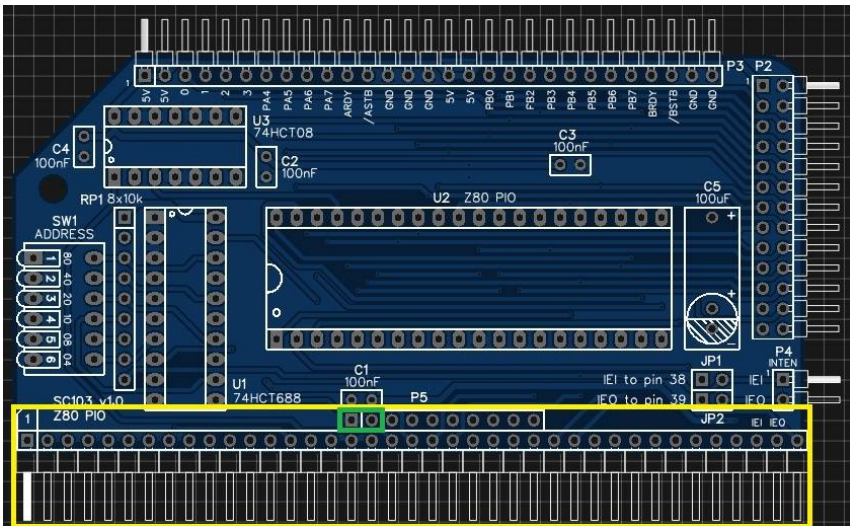 P3 P2
1
5V 5V 0 1 2 3 PA4 PA5 PA6 PA7 ARDY /ASTB GND GND GND 5V 5V PB0 PB1 PB2 PB3 PB4 PB5 PB6 PB7 BRDY /BSTB GND GND
1
U3
74HCT08
C4
100nF
C2
100nF
C3
100nF
RP1 8x10k
U2 Z80 PIO
C5
100uF
+
+
–
SW1
ADDRESS
1 80
2 40
3 20
4 10
5 08
6 04
U1
74HCT688
C1
100nF
P5
JP1
P4
INTEN
IEI to pin 38
IEI
1
IEO to pin 39
IEO
JP2
SC103 v1.0
Z80 PIO
1
IEI IEO